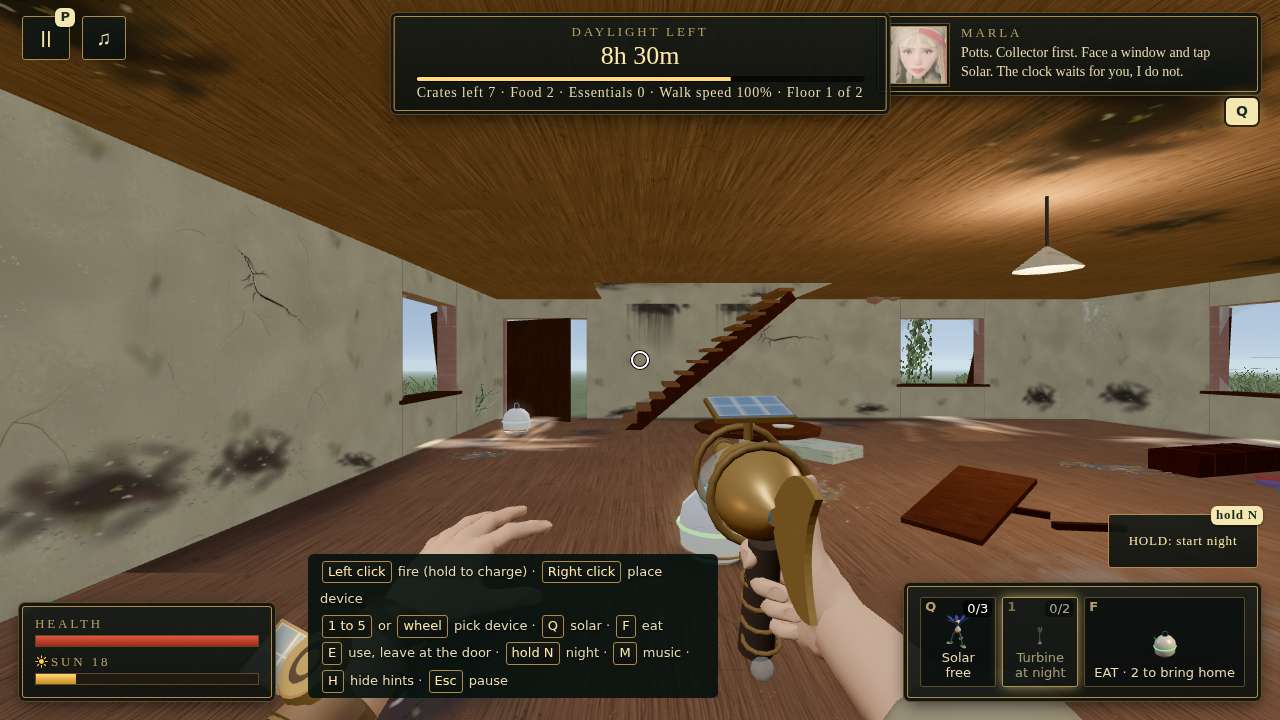 P
DAYLIGHT LEFT
8h 30m
Crates left 7 · Food 2 · Essentials 0 · Walk speed 100% · Floor 1 of 2
MARLA
Potts. Collector first. Face a window and tap
Solar. The clock waits for you, I do not.
Q
hold N
HOLD: start night
Left click fire (hold to charge) · Right click place
device
1 to 5 or wheel pick device · Q solar · F eat
E use, leave at the door · hold N night · M music ·
H hide hints · Esc pause
HEALTH
SUN 18
Q 0/3
Solar
free
1 0/2
Turbine
at night
F
EAT · 2 to bring home